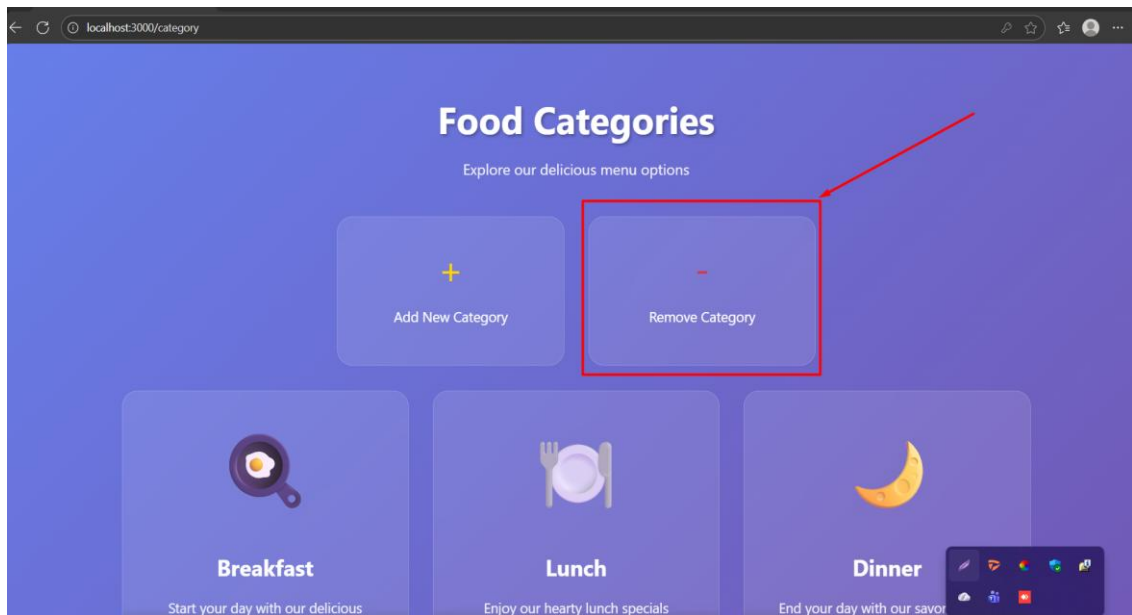 localhost:3000/category
Food Categories
Explore our delicious menu options
+
-
Add New Category
Remove Category
Breakfast
Lunch
Dinner
Start your day with our delicious
Enjoy our hearty lunch specials
End your day with our